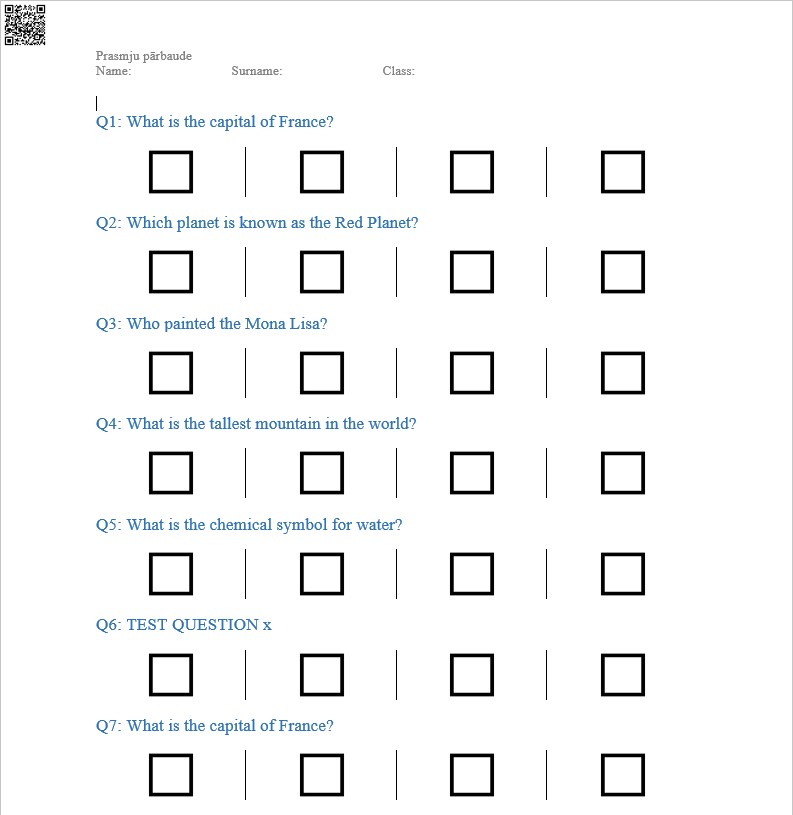 Prasmju pārbaude
Name: Surname: Class:
Q1: What is the capital of France?
Q2: Which planet is known as the Red Planet?
Q3: Who painted the Mona Lisa?
Q4: What is the tallest mountain in the world?
Q5: What is the chemical symbol for water?
Q6: TEST QUESTION x
Q7: What is the capital of France?